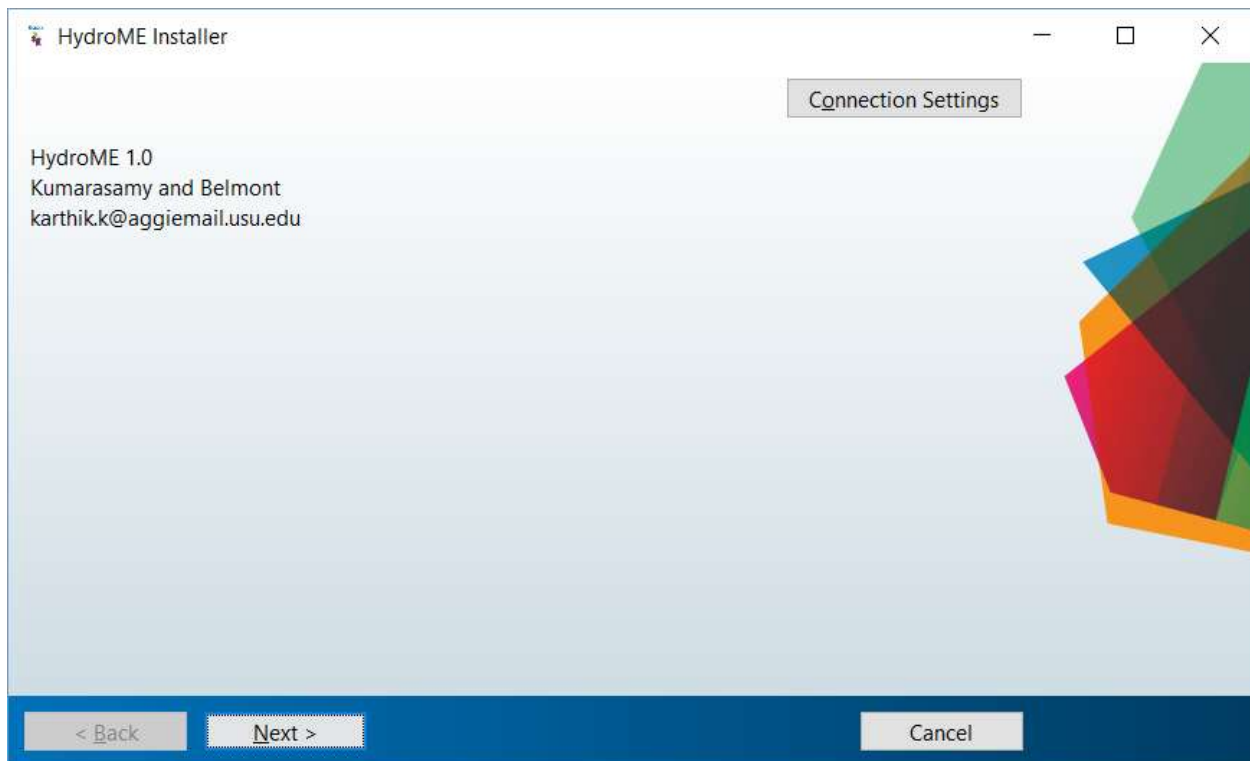 HydroME Installer
Connection Settings
HydroME 1.0
Kumarasamy and Belmont
karthik.k@aggiemail.usu.edu
< Back
Next >
Cancel